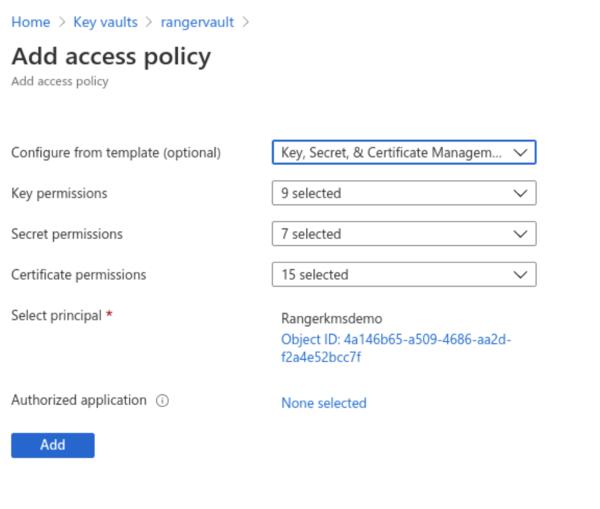 Home > Key vaults > rangervault >
Add access policy
Add access policy
Configure from template (optional) Key, Secret, & Certificate Managem...
Key permissions 9 selected
Secret permissions 7 selected
Certificate permissions 15 selected
Select principal * Rangerkmsdemo
Object ID: 4a146b65-a509-4686-aa2d-
f2a4e52bcc7f
Authorized application None selected
Add